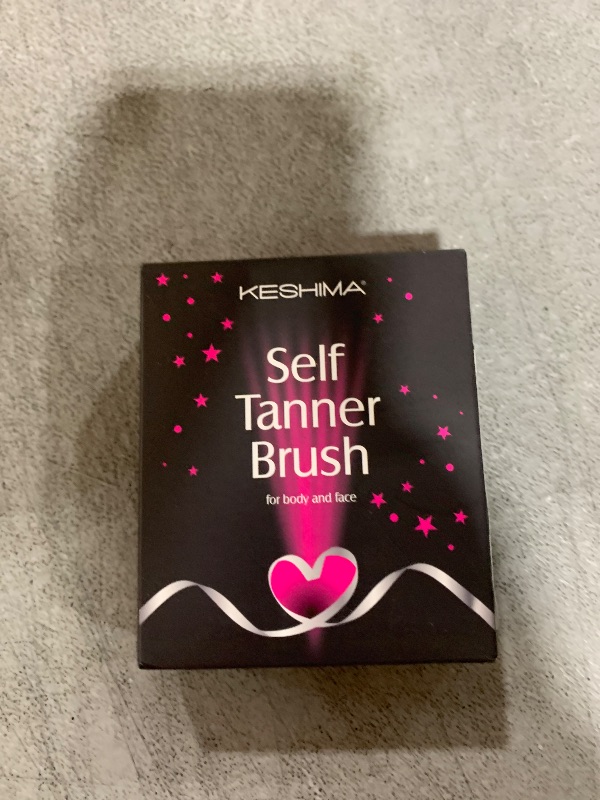 KESHIMA®
Self
Tanner
Brush
for body and face